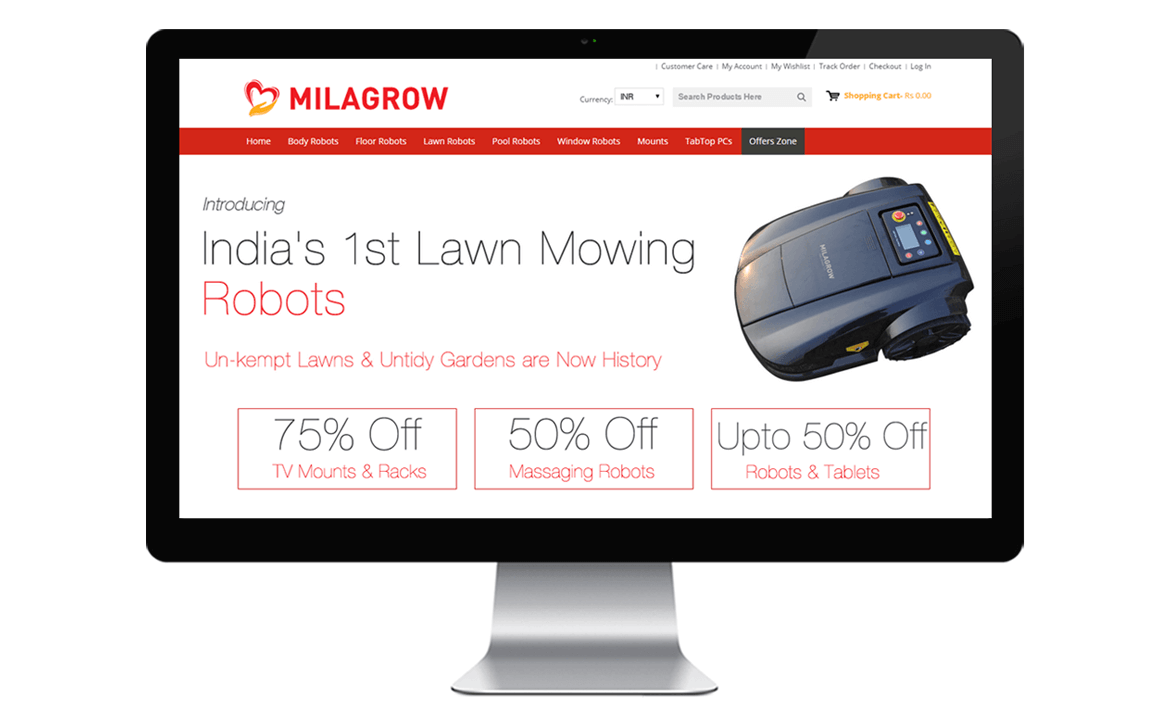 | Customer Care | My Account | My Wishlist | Track Order | Checkout | Log In
MILAGROW
Currency: INR
Search Products Here
Shopping Cart- Rs 0.00
Home Body Robots Floor Robots Lawn Robots Pool Robots Window Robots Mounts TabTop PCs Offers Zone
Introducing
India's 1st Lawn Mowing
Robots
Un-kempt Lawns & Untidy Gardens are Now History
MILAGROW
75% Off
TV Mounts & Racks
50% Off
Massaging Robots
Upto 50% Off
Robots & Tablets